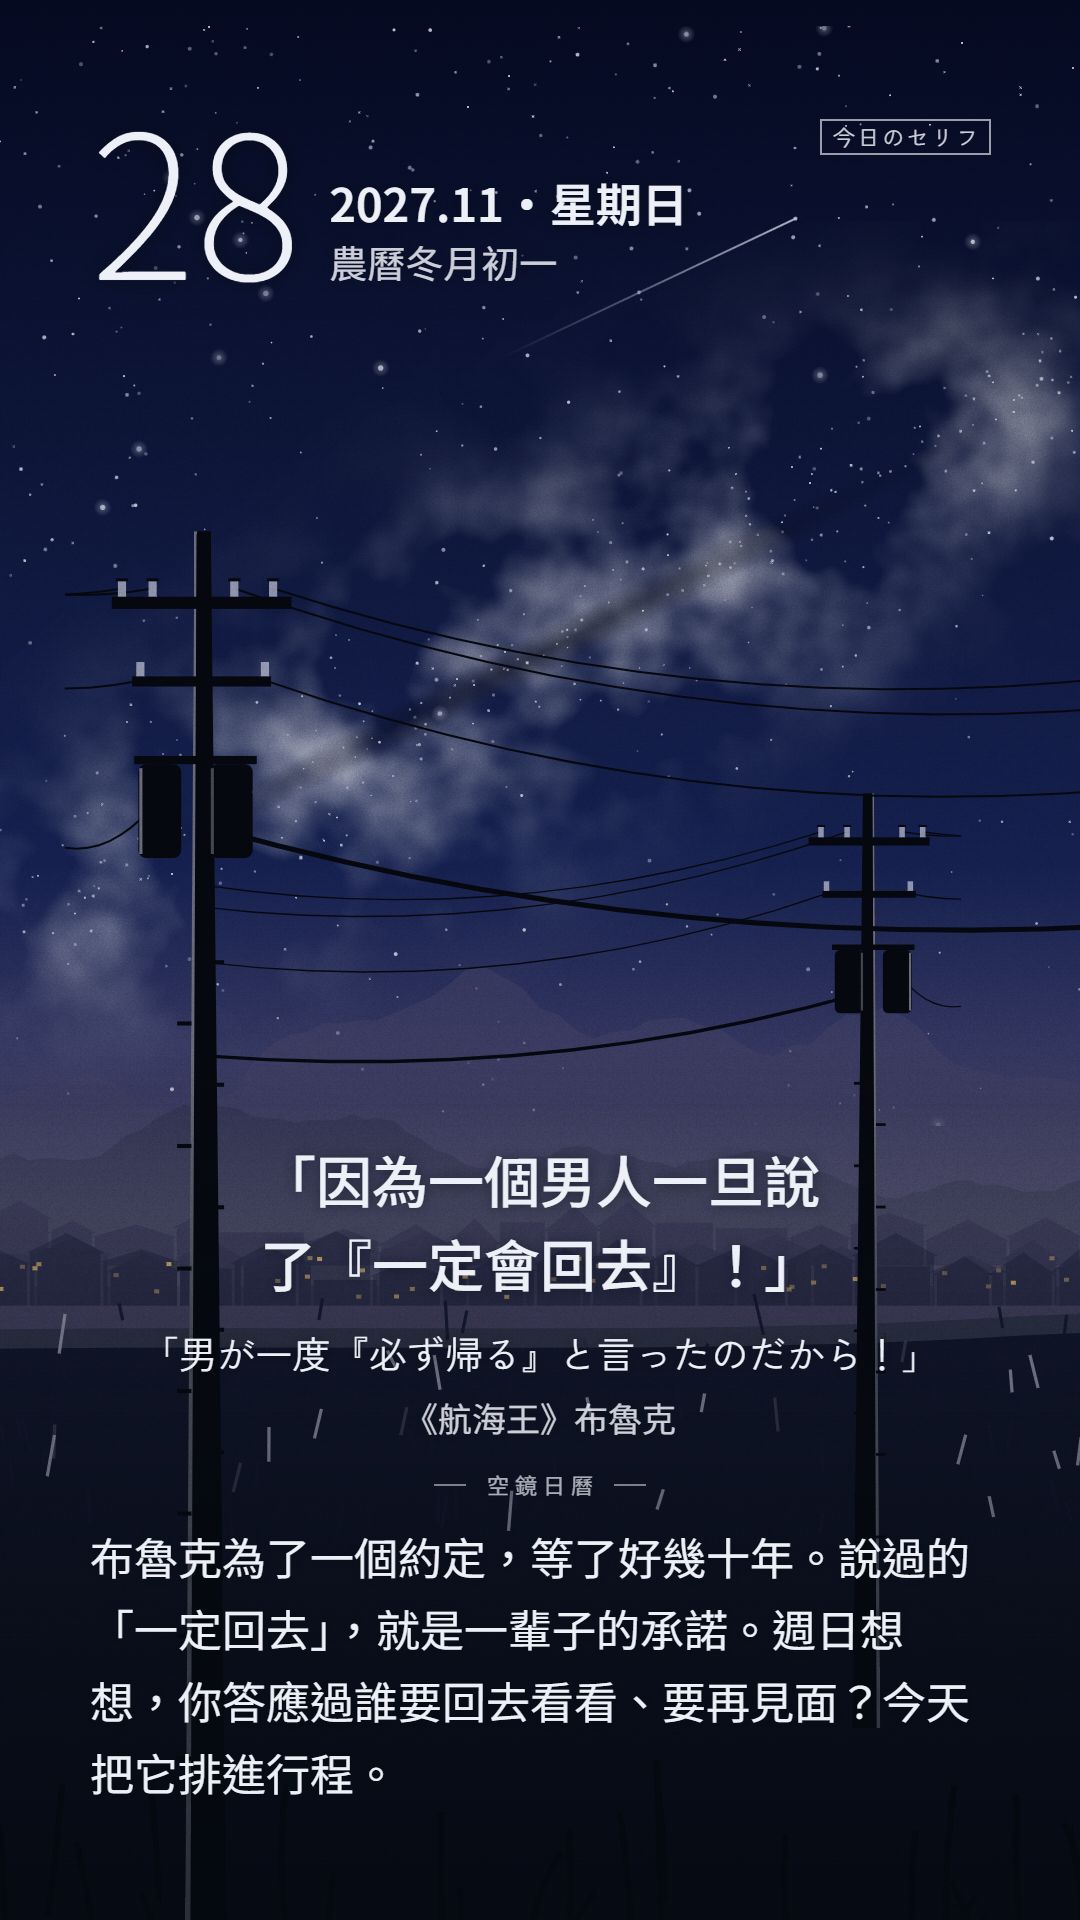 28
今日のセリフ
2027.11・星期日
農曆冬月初一
「因為一個男人一旦說
了『一定會回去』！」
「男が一度『必ず帰る』と言ったのだから！」
《航海王》布魯克
— 空鏡日曆 —
布魯克為了一個約定，等了好幾十年。說過的
「一定回去」，就是一輩子的承諾。週日想
想，你答應過誰要回去看看、要再見面？今天
把它排進行程。